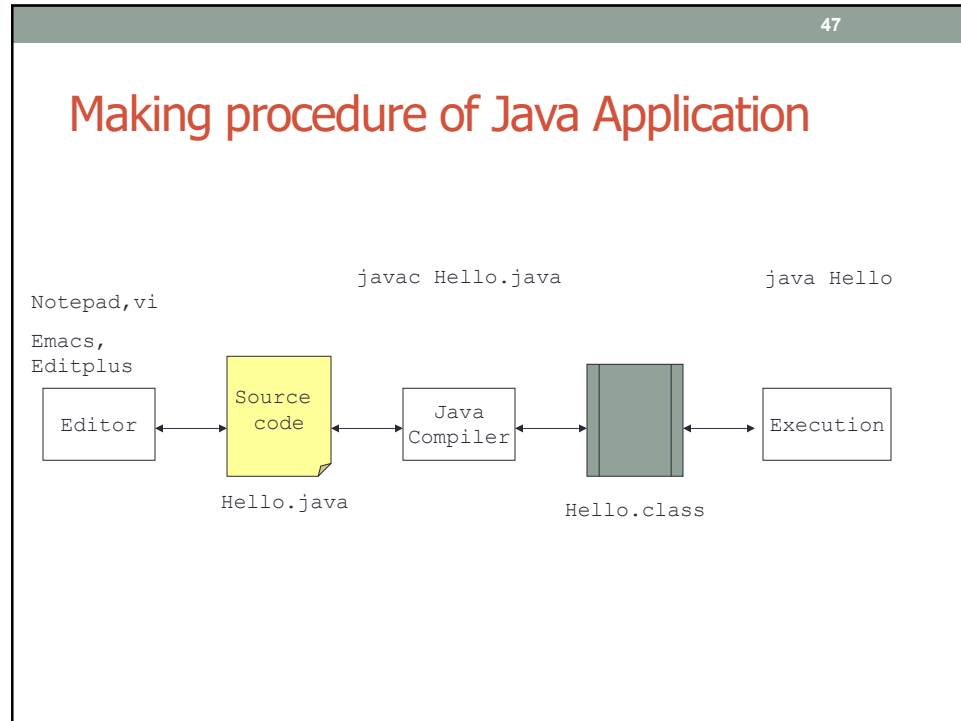 47
Making procedure of Java Application
javac Hello.java
java Hello
Notepad,vi
Emacs,
Editplus
Editor
Source
code
Java
Compiler
Execution
Hello.java
Hello.class